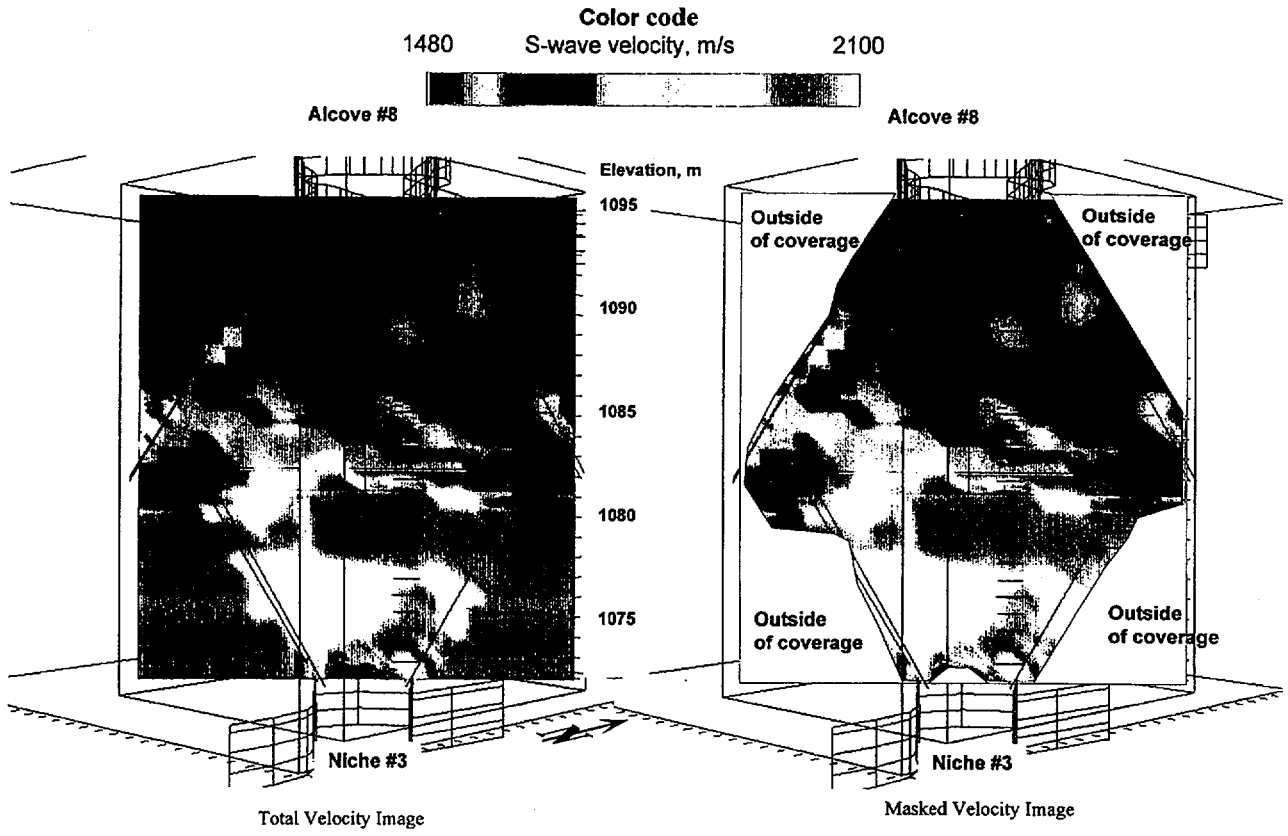 Color code
1480 S-wave velocity, m/s 2100
Alcove #8
Alcove #8
Elevation, m
1095
1090
1085
1080
1075
Outside
of coverage
Outside
of coverage
Outside
of coverage
Outside
of coverage
Niche #3
Niche #3
Total Velocity Image
Masked Velocity Image